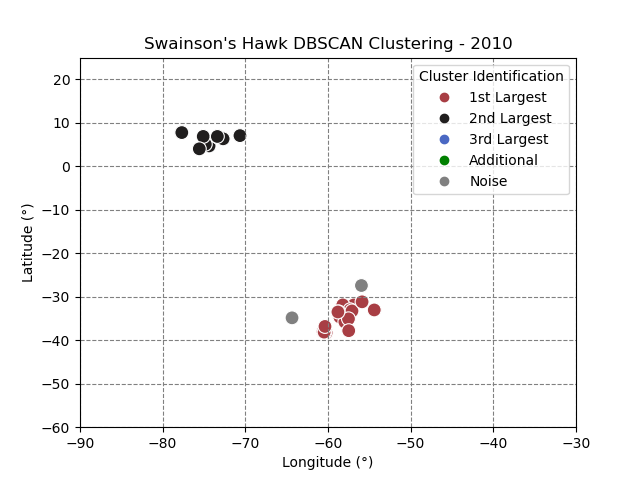 Swainson's Hawk DBSCAN Clustering - 2010
Cluster Identification
1st Largest
2nd Largest
3rd Largest
Additional
Noise
20
10
0
−10
−20
−30
−40
−50
−60
Latitude (°)
−90 −80 −70 −60 −50 −40 −30
Longitude (°)